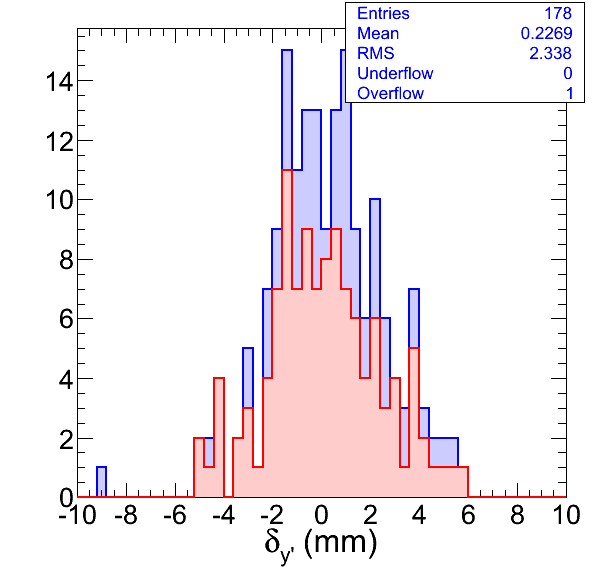 Entries 178
Mean 0.2269
RMS 2.338
Underflow 0
Overflow 1
14
12
10
8
6
4
2
0
-10 -8 -6 -4 -2 0 2 4 6 8 10
δy' (mm)